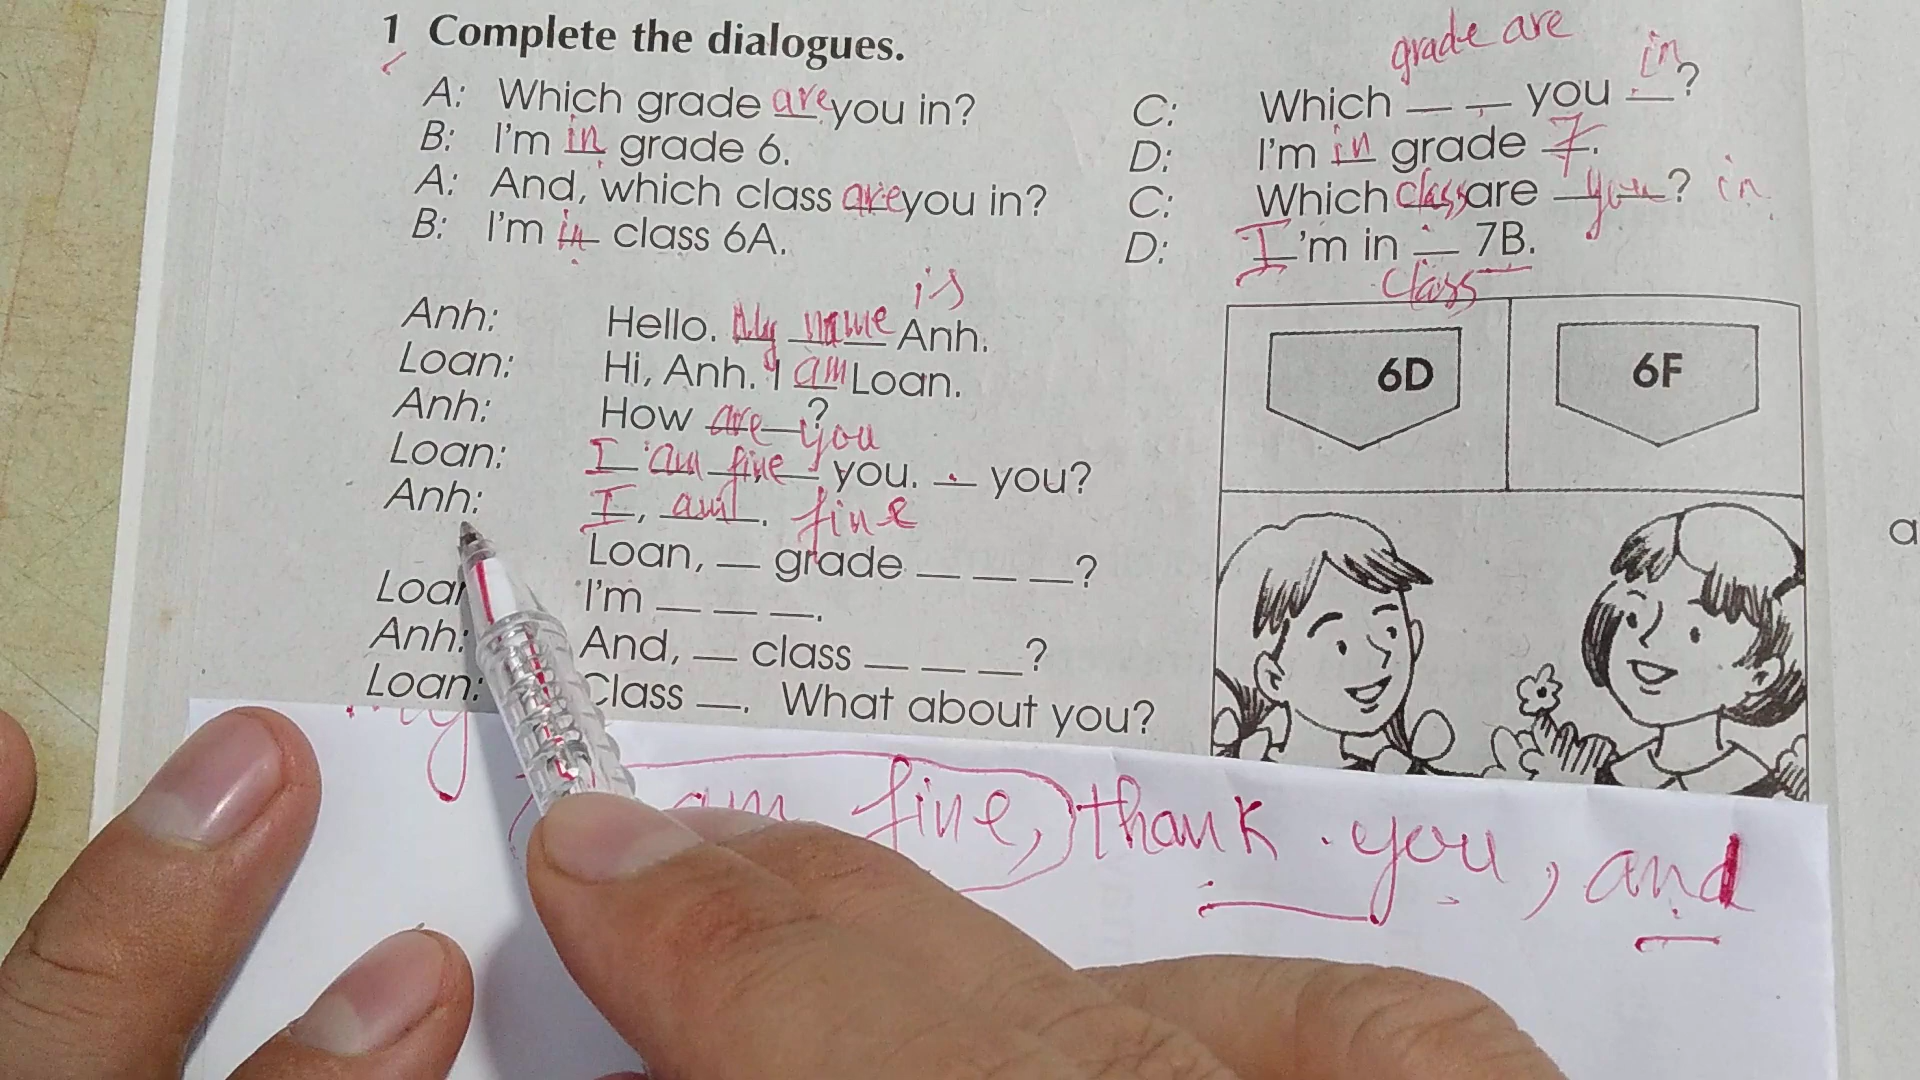 1 Complete the dialogues.
A: Which grade are you in?
B: I'm in grade 6.
A: And, which class are you in?
B: I'm in class 6A.
grade are in
C: Which _ _ you _?
D: I'm in grade 7.
C: Which class are you? in
D: I'm in _ 7B.
class
is
Anh: Hello. My name Anh.
Loan: Hi, Anh. I am Loan.
Anh: How are _?
you
Loan: I am fine you. _ you?
Anh: I, am. fine
Loan, _ grade _ _ _?
Loan I'm _ _ _.
Anh: And, _ class _ _ _?
Loan: Class _. What about you?
6D
6F
a
am fine, thank you, and